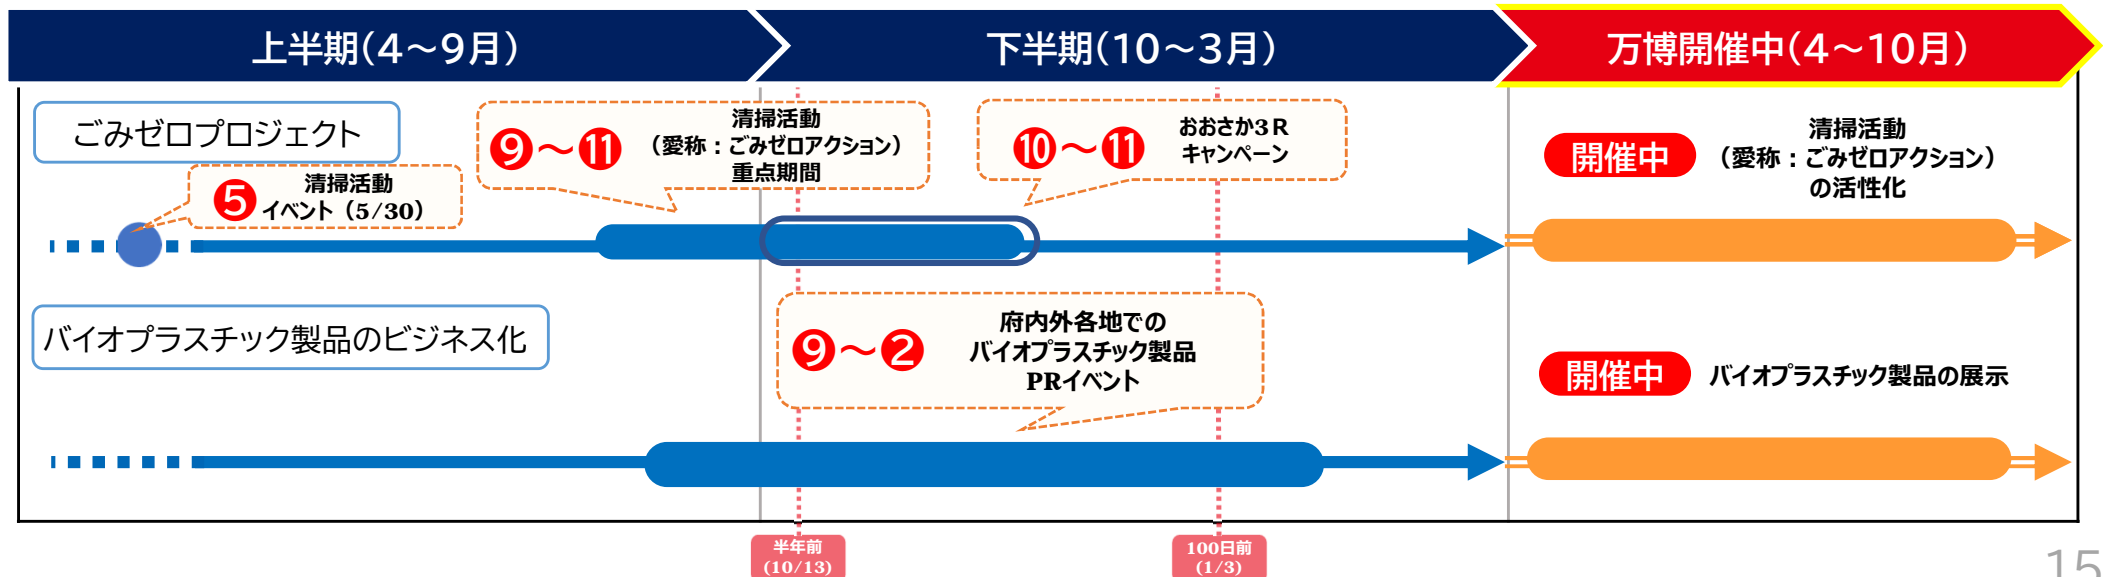 上半期(4～9月)
下半期(10～3月)
万博開催中(4～10月)
ごみゼロプロジェクト
❺
清掃活動
イベント（5/30）
❾～⓫
清掃活動
（愛称：ごみゼロアクション）
重点期間
❿～⓫
おおさか3R
キャンペーン
開催中
清掃活動
（愛称：ごみゼロアクション）
の活性化
バイオプラスチック製品のビジネス化
❾～❷
府内外各地での
バイオプラスチック製品
PRイベント
開催中
バイオプラスチック製品の展示
半年前
(10/13)
100日前
(1/3)
15